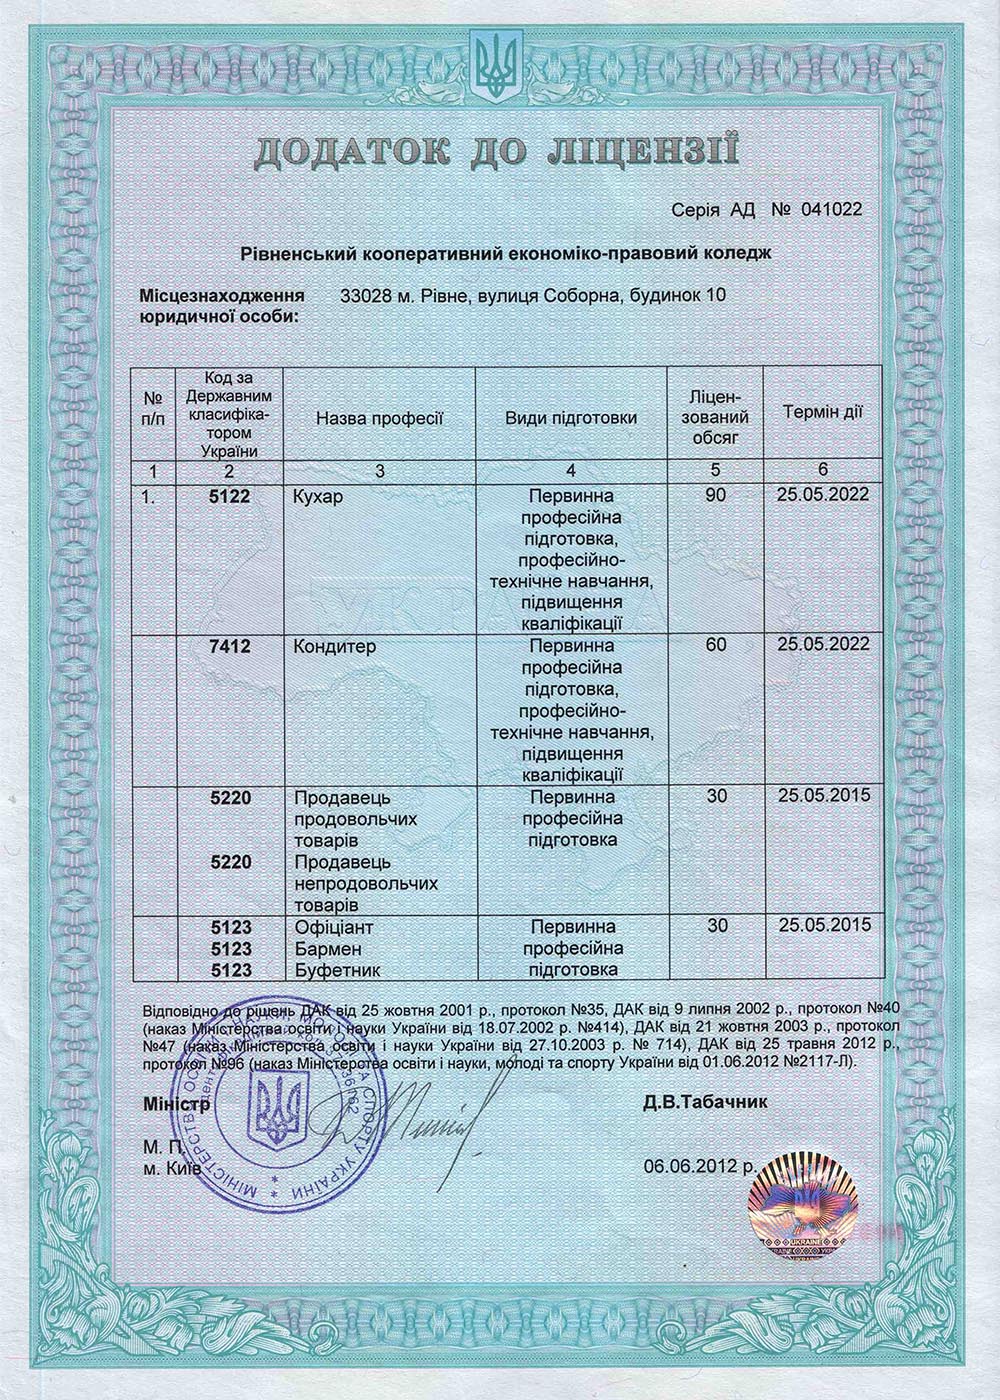 ДОДАТОК ДО ЛІЦЕНЗІЇ
Серія АД № 041022
Рівненський кооперативний економіко-правовий коледж
Місцезнаходження юридичної особи:
33028 м. Рівне, вулиця Соборна, будинок 10
№ п/п
Код за Державним класифіка-тором України
Назва професії
Види підготовки
Ліцен-зований обсяг
Термін дії
1 2 3 4 5 6
1. 5122 Кухар Первинна 90 25.05.2022
професійна
підготовка,
професійно-
технічне навчання,
підвищення
кваліфікації
7412 Кондитер Первинна 60 25.05.2022
професійна
підготовка,
професійно-
технічне навчання,
підвищення
кваліфікації
5220 Продавець Первинна 30 25.05.2015
продовольчих професійна
товарів підготовка
5220 Продавець
непродовольчих
товарів
5123 Офіціант Первинна 30 25.05.2015
5123 Бармен професійна
5123 Буфетник підготовка
УКРАЇНА
Відповідно до рішень ДАК від 25 жовтня 2001 р., протокол №35, ДАК від 9 липня 2002 р., протокол №40
(наказ Міністерства освіти і науки України від 18.07.2002 р. №414), ДАК від 21 жовтня 2003 р., протокол
№47 (наказ Міністерства освіти і науки України від 27.10.2003 р. № 714), ДАК від 25 травня 2012 р.,
протокол №96 (наказ Міністерства освіти і науки, молоді та спорту України від 01.06.2012 №2117-Л).
Міністр Д.В.Табачник
М. П.
м. Київ 06.06.2012 р.
МІНІСТЕРСТВО ОСВІТИ І НАУКИ, МОЛОДІ ТА СПОРТУ УКРАЇНИ
UKRAINE